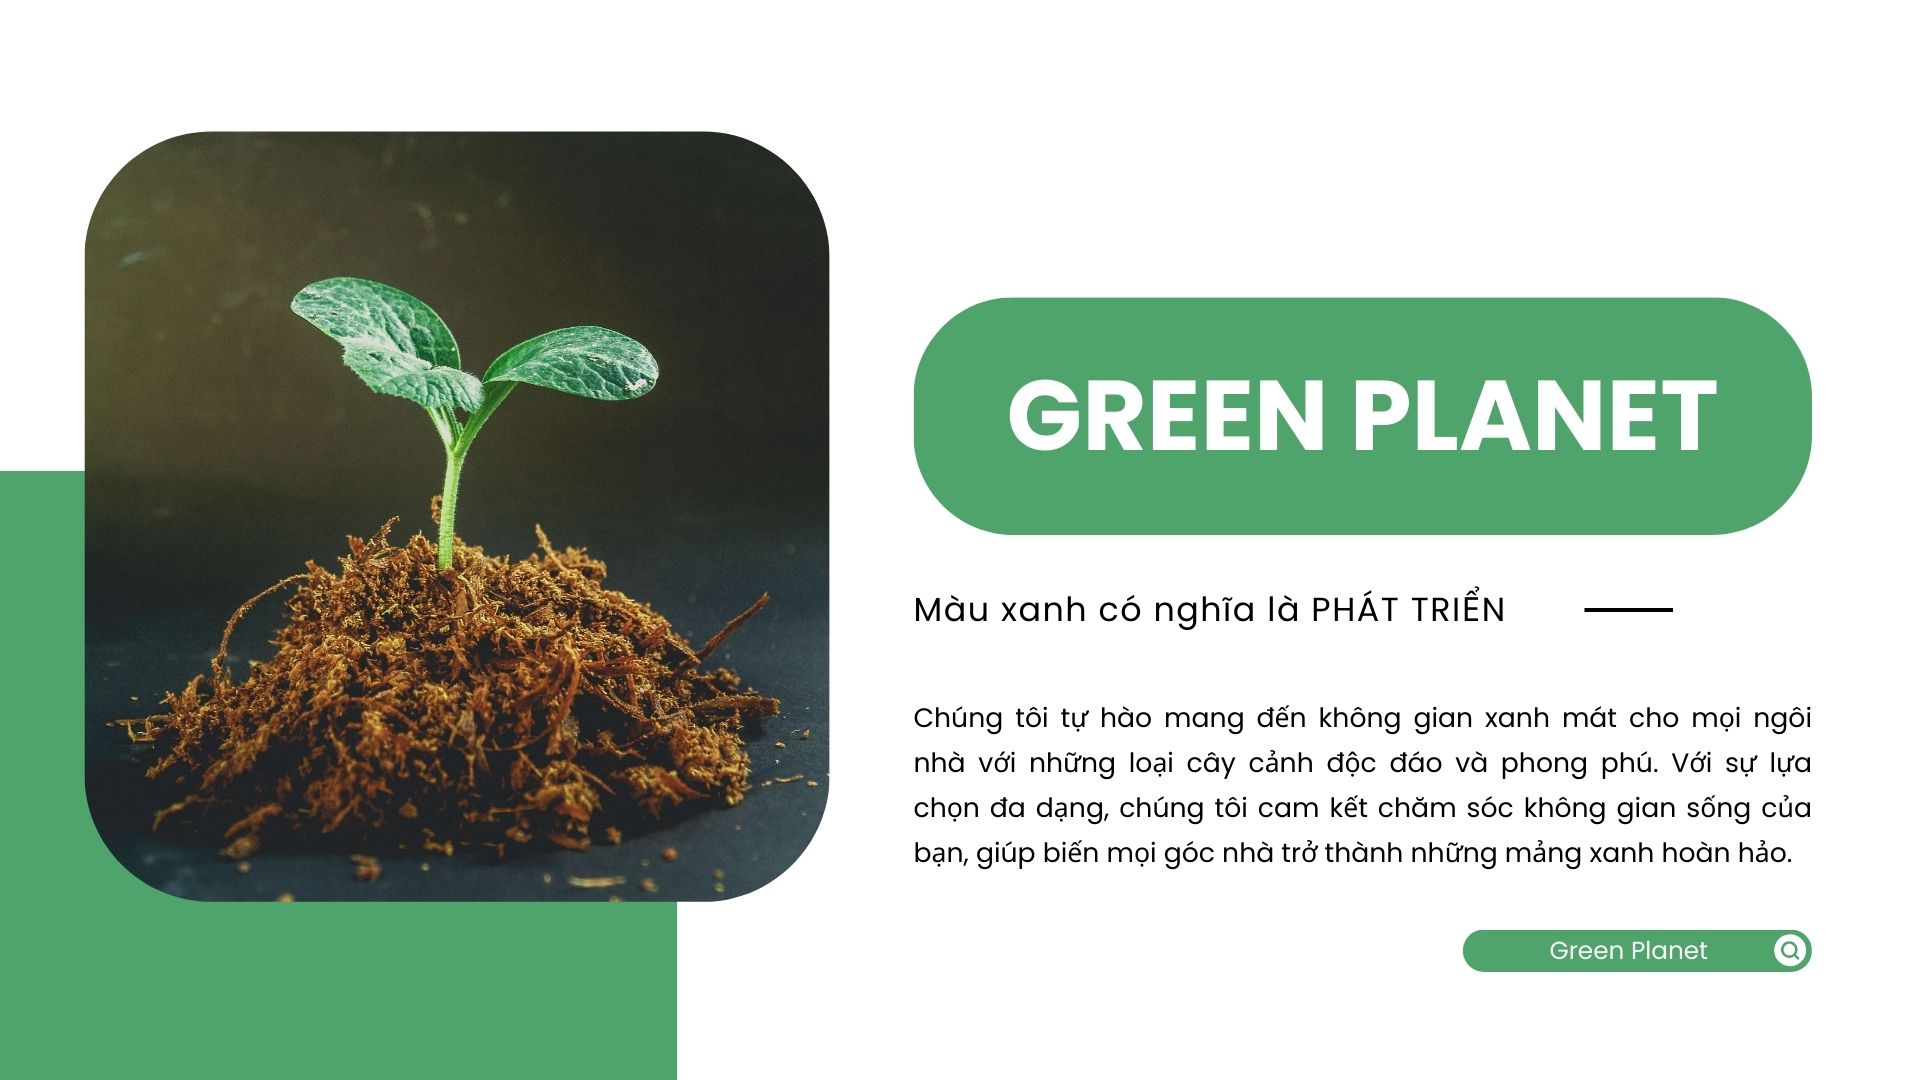 GREEN PLANET
Màu xanh có nghĩa là PHÁT TRIỂN
Chúng tôi tự hào mang đến không gian xanh mát cho mọi ngôi
nhà với những loại cây cảnh độc đáo và phong phú. Với sự lựa
chọn đa dạng, chúng tôi cam kết chăm sóc không gian sống của
bạn, giúp biến mọi góc nhà trở thành những mảng xanh hoàn hảo.
Green Planet